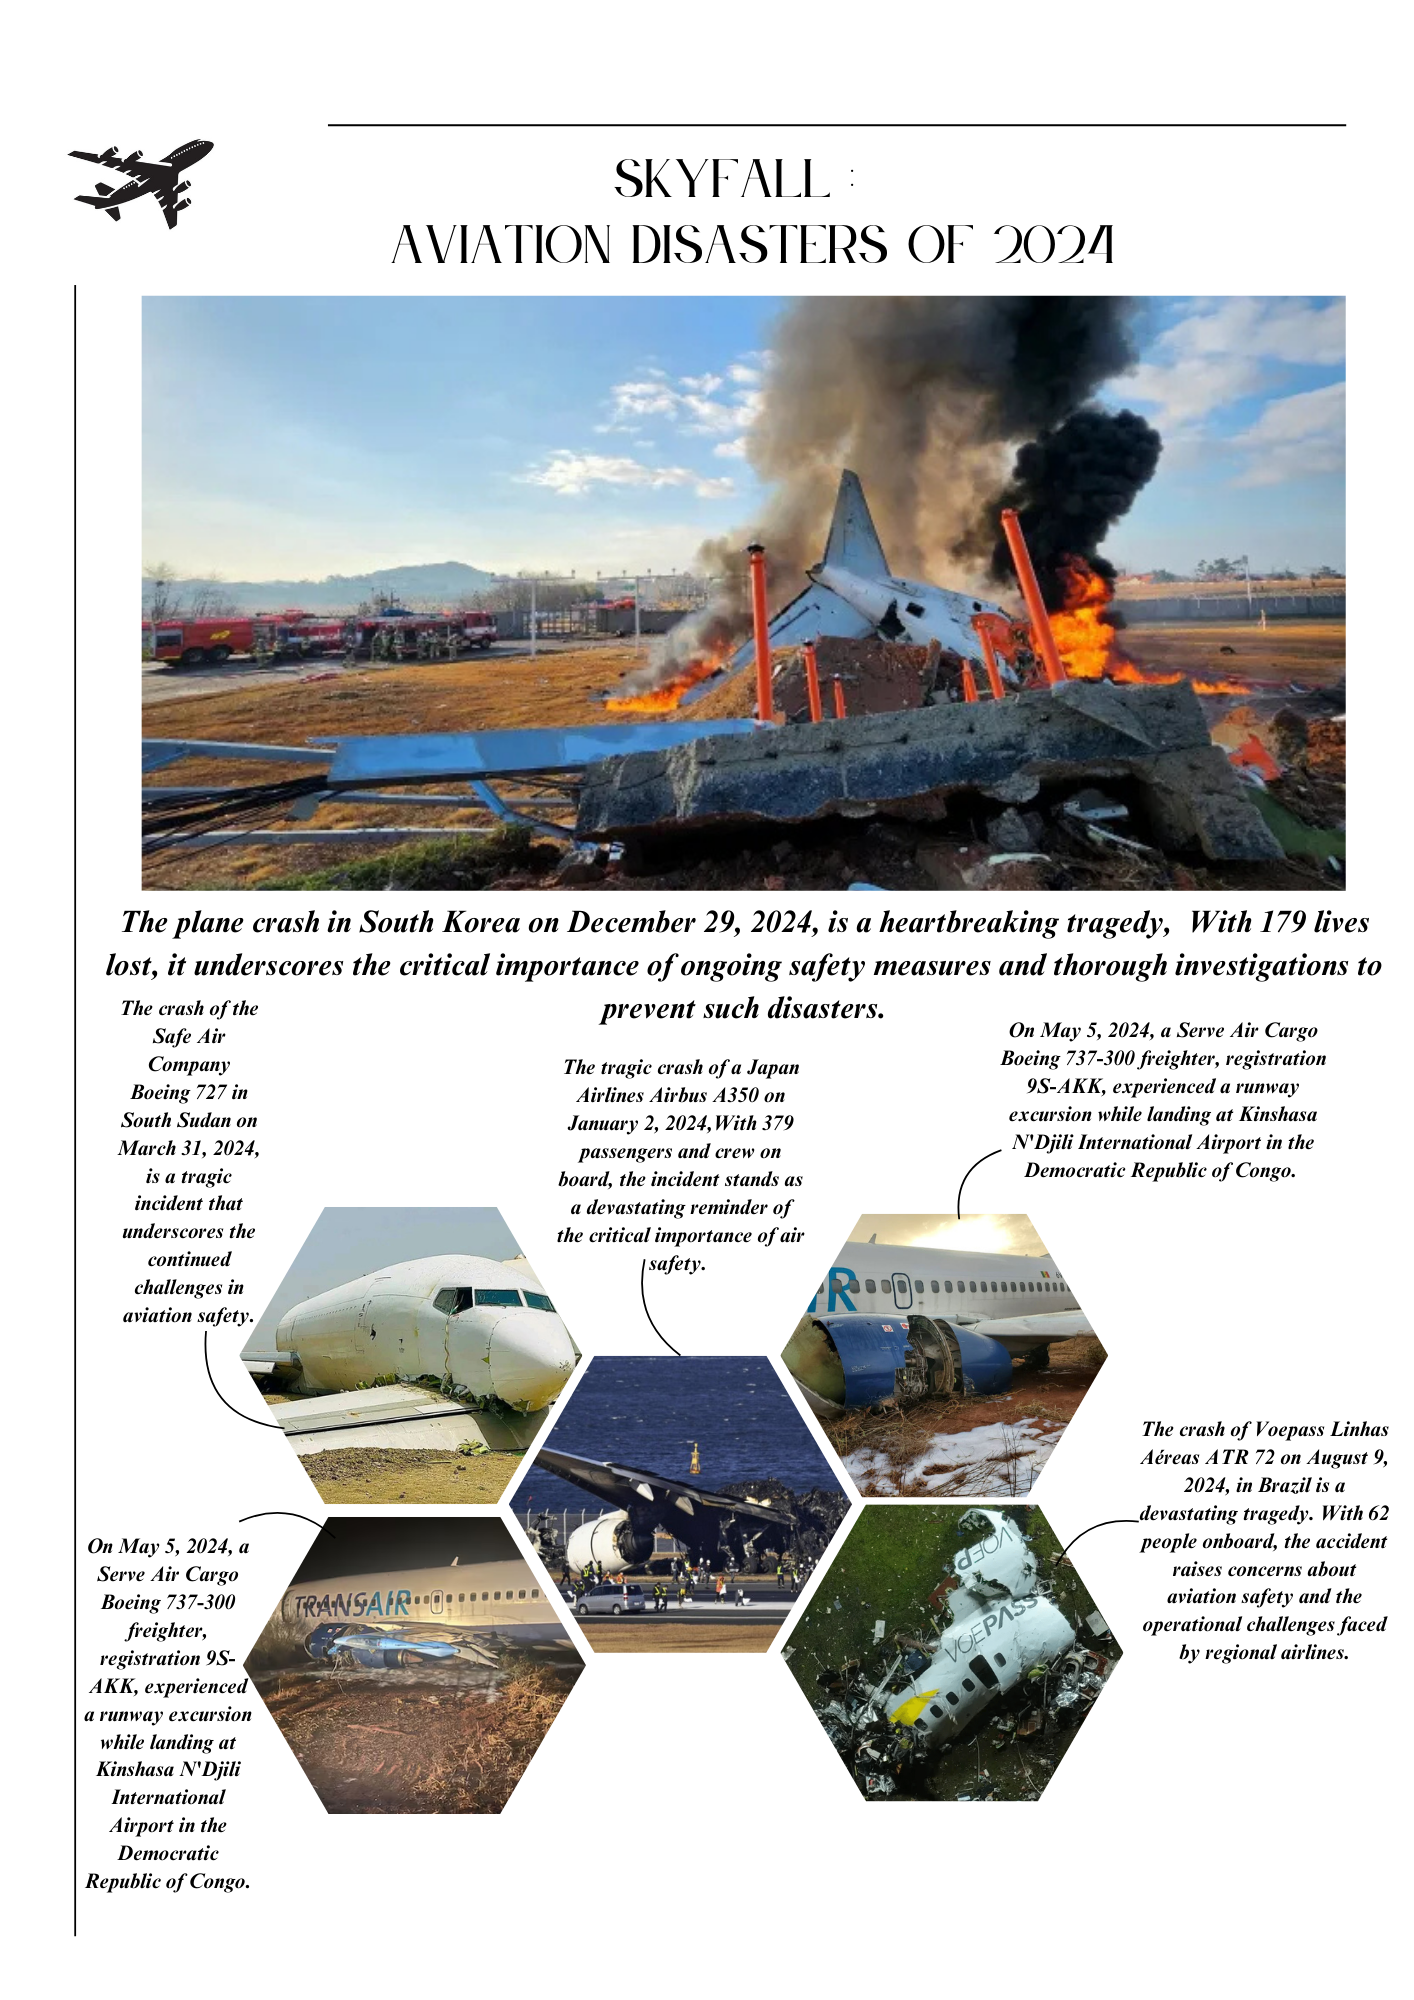 SKYFALL :
AVIATION DISASTERS OF 2024
The plane crash in South Korea on December 29, 2024, is a heartbreaking tragedy, With 179 lives
lost, it underscores the critical importance of ongoing safety measures and thorough investigations to
prevent such disasters.
The crash of the
Safe Air
Company
Boeing 727 in
South Sudan on
March 31, 2024,
is a tragic
incident that
underscores the
continued
challenges in
aviation safety.
The tragic crash of a Japan
Airlines Airbus A350 on
January 2, 2024,With 379
passengers and crew on
board, the incident stands as
a devastating reminder of
the critical importance of air
safety.
On May 5, 2024, a Serve Air Cargo
Boeing 737-300 freighter, registration
9S-AKK, experienced a runway
excursion while landing at Kinshasa
N'Djili International Airport in the
Democratic Republic of Congo.
IR
The crash of Voepass Linhas
Aéreas ATR 72 on August 9,
2024, in Brazil is a
devastating tragedy. With 62
people onboard, the accident
raises concerns about
aviation safety and the
operational challenges faced
by regional airlines.
On May 5, 2024, a
Serve Air Cargo
Boeing 737-300
freighter,
registration 9S-
AKK, experienced
a runway excursion
while landing at
Kinshasa N'Djili
International
Airport in the
Democratic
Republic of Congo.
TRANSAIR
VOEP
VOEPASS